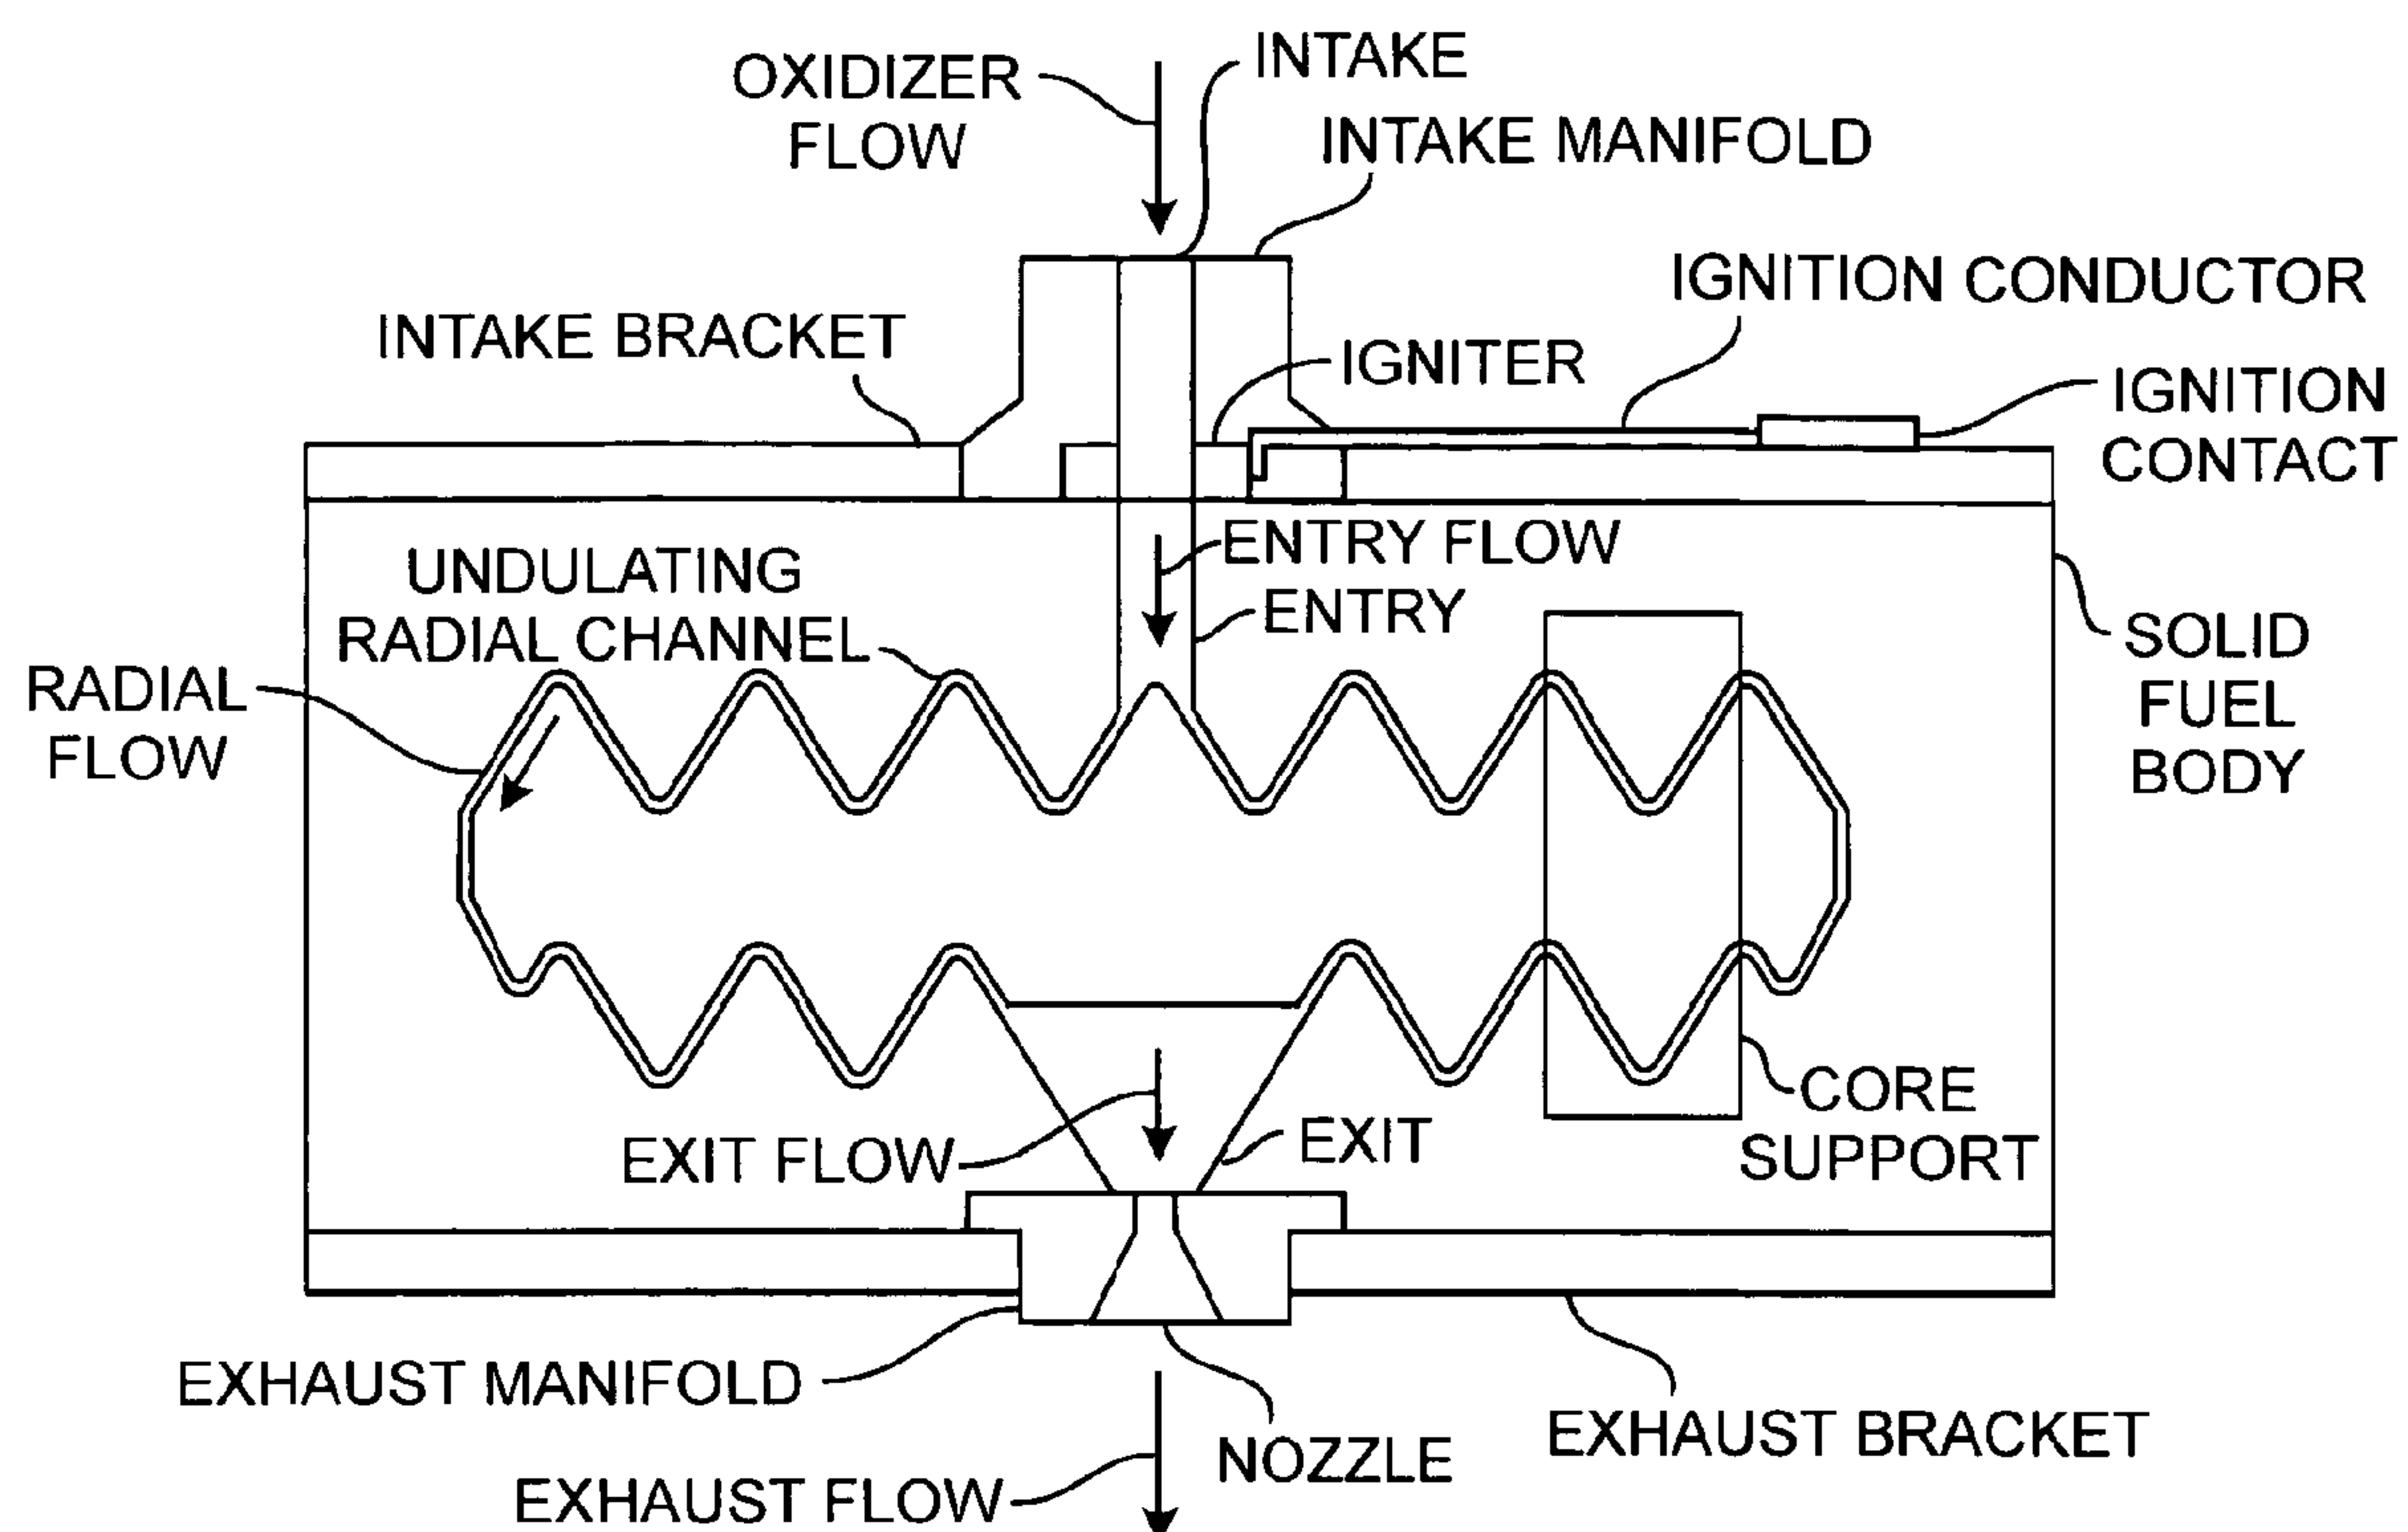 INTAKE
OXIDIZER
FLOW
INTAKE MANIFOLD
IGNITION CONDUCTOR
INTAKE BRACKET
IGNITER
IGNITION
CONTACT
ENTRY FLOW
UNDULATING
RADIAL CHANNEL
ENTRY
SOLID
FUEL
BODY
RADIAL
FLOW
CORE
SUPPORT
EXIT FLOW
EXIT
EXHAUST MANIFOLD
EXHAUST BRACKET
NOZZLE
EXHAUST FLOW